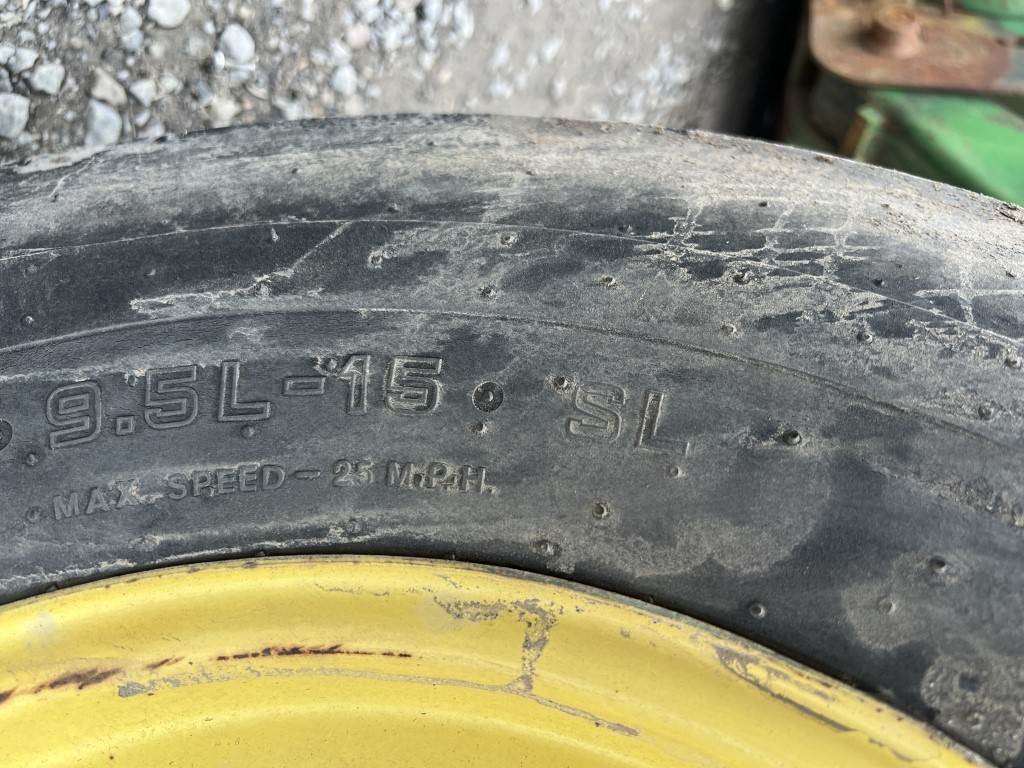 9.5L-15 SL
MAX. SPEED - 25 M.P.H.